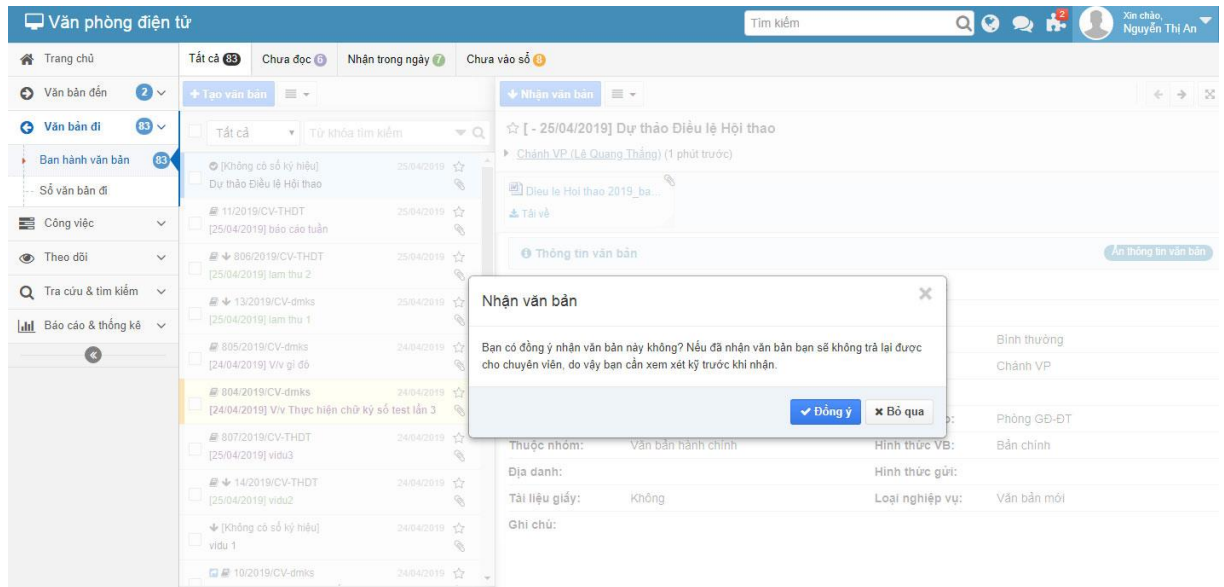 Văn phòng điện tử
Tìm kiếm
2
Xin chào,
Nguyễn Thị An
Trang chủ
Văn bản đến 2
Văn bản đi 83
Ban hành văn bản 83
Sổ văn bản đi
Công việc
Theo dõi
Tra cứu & tìm kiếm
Báo cáo & thống kê
Tất cả 83 Chưa đọc 6 Nhận trong ngày 7 Chưa vào sổ 8
+ Tạo văn bản
Tất cả Từ khóa tìm kiếm
[Không có số ký hiệu] 25/04/2019
Dự thảo Điều lệ Hội thao
11/2019/CV-THDT 25/04/2019
[25/04/2019] báo cáo tuần
806/2019/CV-THDT 25/04/2019
[25/04/2019] lam thu 2
13/2019/CV-dmks 25/04/2019
[25/04/2019] lam thu 1
805/2019/CV-dmks 24/04/2019
[24/04/2019] V/v gì đó
804/2019/CV-dmks 24/04/2019
[24/04/2019] V/v Thực hiện chữ ký số test lần 3
807/2019/CV-THDT 24/04/2019
[25/04/2019] vidu3
14/2019/CV-THDT 24/04/2019
[25/04/2019] vidu2
[Không có số ký hiệu] 24/04/2019
vidu 1
10/2019/CV-dmks 24/04/2019
Nhận văn bản
[ - 25/04/2019] Dự thảo Điều lệ Hội thao
Chánh VP (Lê Quang Thắng) (1 phút trước)
Dieu le Hoi thao 2019_ba...
Tải về
Thông tin văn bản Ẩn thông tin văn bản
Nhận văn bản
Bạn có đồng ý nhận văn bản này không? Nếu đã nhận văn bản bạn sẽ không trả lại được
cho chuyên viên, do vậy bạn cần xem xét kỹ trước khi nhận.
Đồng ý Bỏ qua
Bình thường
Chánh VP
Phòng GĐ-ĐT
Thuộc nhóm: Văn bản hành chính Hình thức VB: Bản chính
Địa danh: Hình thức gửi:
Tài liệu giấy: Không Loại nghiệp vụ: Văn bản mới
Ghi chú: